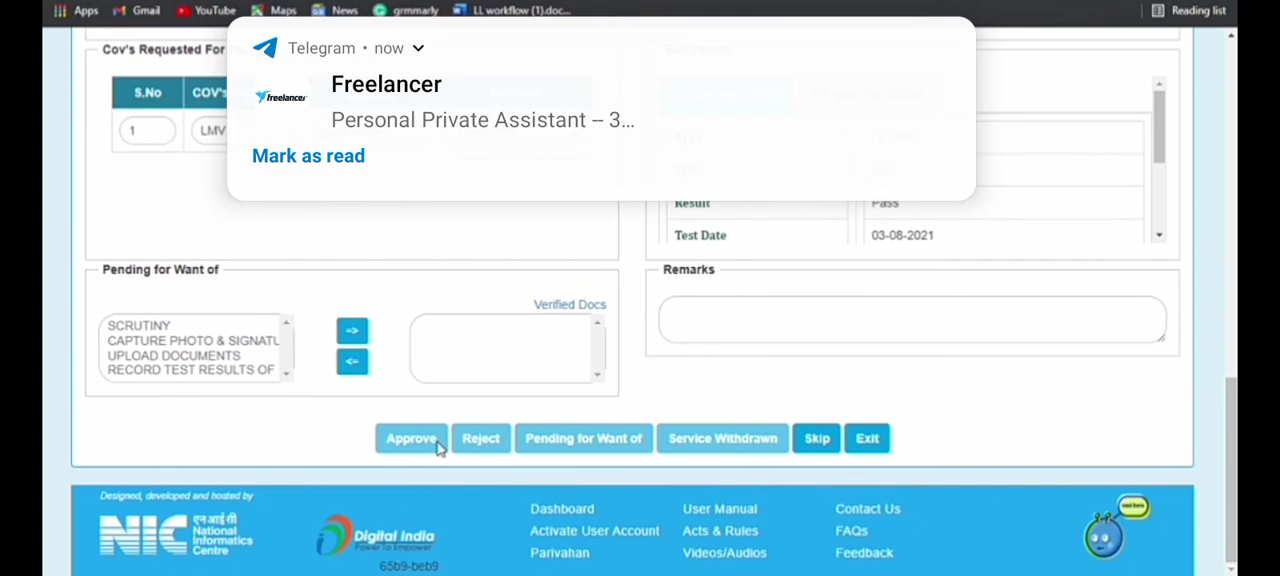 Apps Gmail YouTube Maps News grmmarly LL workflow (1).doc... Reading list
Telegram • now
Freelancer
freelancer
Personal Private Assistant -- 3...
Mark as read
Cov's Requested For
S.No COV's
1 LMV
Result Pass
Test Date 03-08-2021
Pending for Want of
Verified Docs
SCRUTINY
CAPTURE PHOTO & SIGNATU
UPLOAD DOCUMENTS
RECORD TEST RESULTS OF
=>
<=
Remarks
Approve Reject Pending for Want of Service Withdrawn Skip Exit
Designed, developed and hosted by
NIC एन आई सी
National
Informatics
Centre
Digital India
Power To Empower
65b9-beb9
Dashboard User Manual Contact Us
Activate User Account Acts & Rules FAQs
Parivahan Videos/Audios Feedback